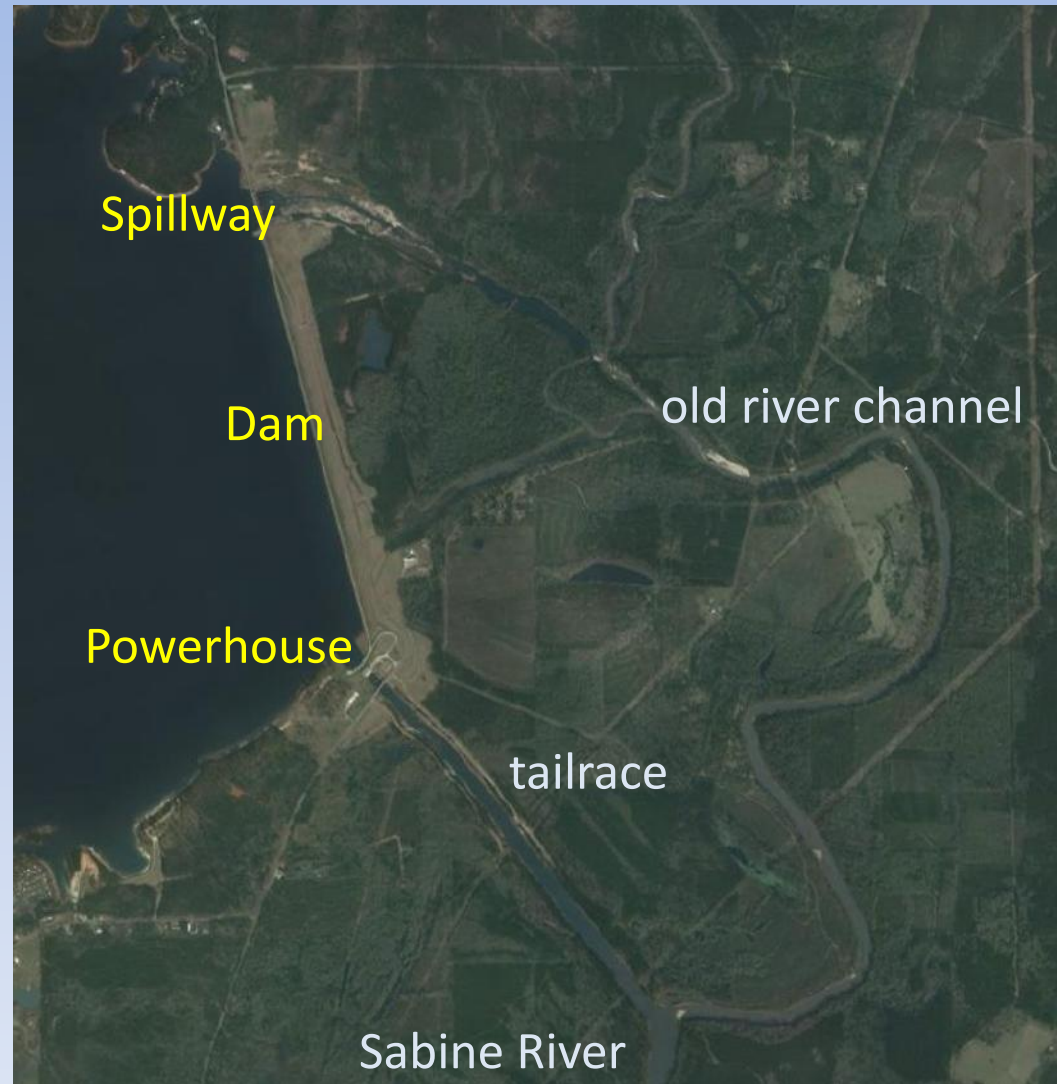 Spillway
old river channel
Dam
Powerhouse
tailrace
Sabine River